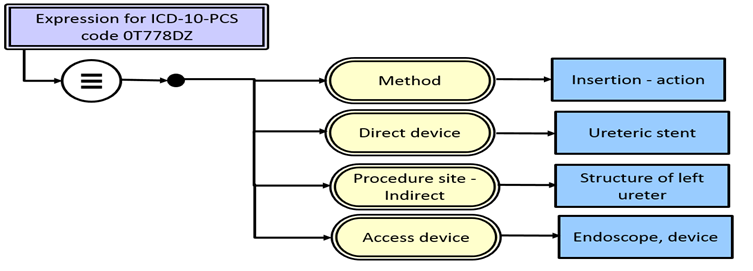 Expression for ICD-10-PCS
code 0T778DZ
Method
Insertion - action
Direct device
Ureteric stent
Procedure site -
Indirect
Structure of left
ureter
Access device
Endoscope, device